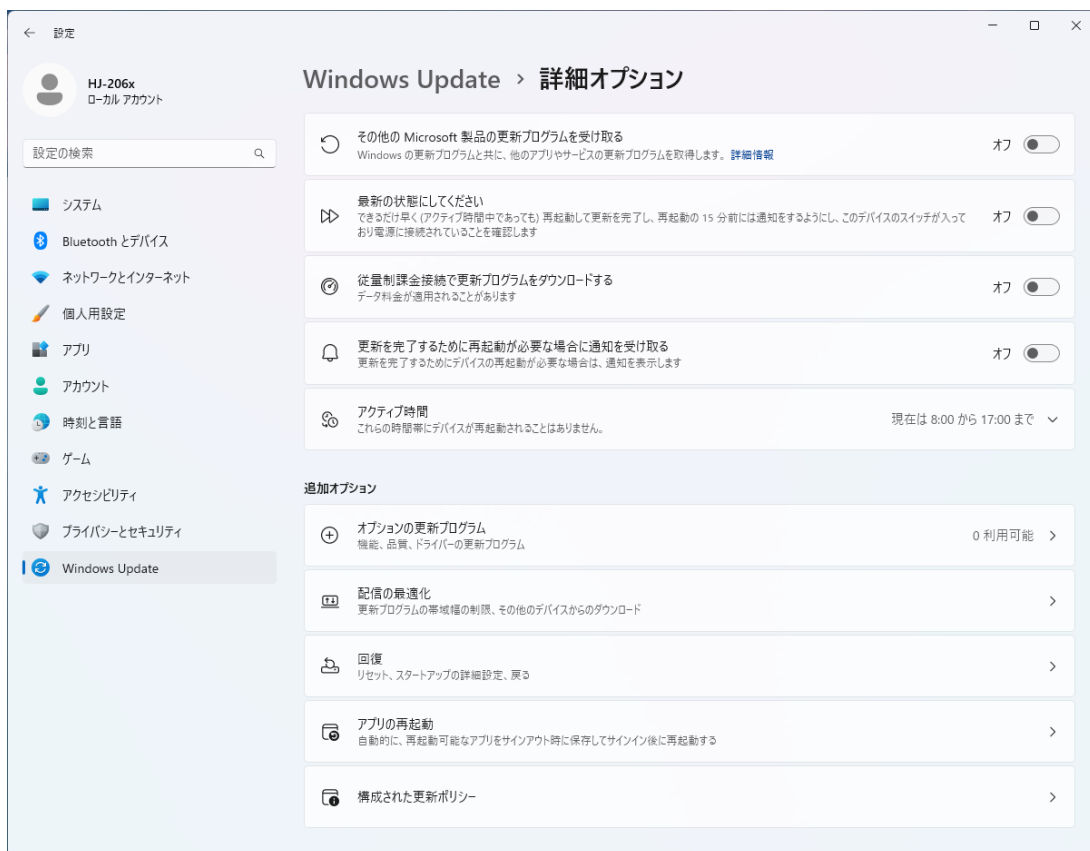 設定
HJ-206x
ローカル アカウント
設定の検索
システム
Bluetooth とデバイス
ネットワークとインターネット
個人用設定
アプリ
アカウント
時刻と言語
ゲーム
アクセシビリティ
プライバシーとセキュリティ
Windows Update
Windows Update › 詳細オプション
その他の Microsoft 製品の更新プログラムを受け取る
Windows の更新プログラムと共に、他のアプリやサービスの更新プログラムを取得します。 詳細情報
オフ
最新の状態にしてください
できるだけ早く (アクティブ時間中であっても) 再起動して更新を完了し、再起動の 15 分前には通知をするようにし、このデバイスのスイッチが入って
おり電源に接続されていることを確認します
オフ
従量制課金接続で更新プログラムをダウンロードする
データ料金が適用されることがあります
オフ
更新を完了するために再起動が必要な場合に通知を受け取る
更新を完了するためにデバイスの再起動が必要な場合は、通知を表示します
オフ
アクティブ時間
これらの時間帯にデバイスが再起動されることはありません。
現在は 8:00 から 17:00 まで
追加オプション
オプションの更新プログラム
機能、品質、ドライバーの更新プログラム
0 利用可能
配信の最適化
更新プログラムの帯域幅の制限、その他のデバイスからのダウンロード
回復
リセット、スタートアップの詳細設定、戻る
アプリの再起動
自動的に、再起動可能なアプリをサインアウト時に保存してサインイン後に再起動する
構成された更新ポリシー